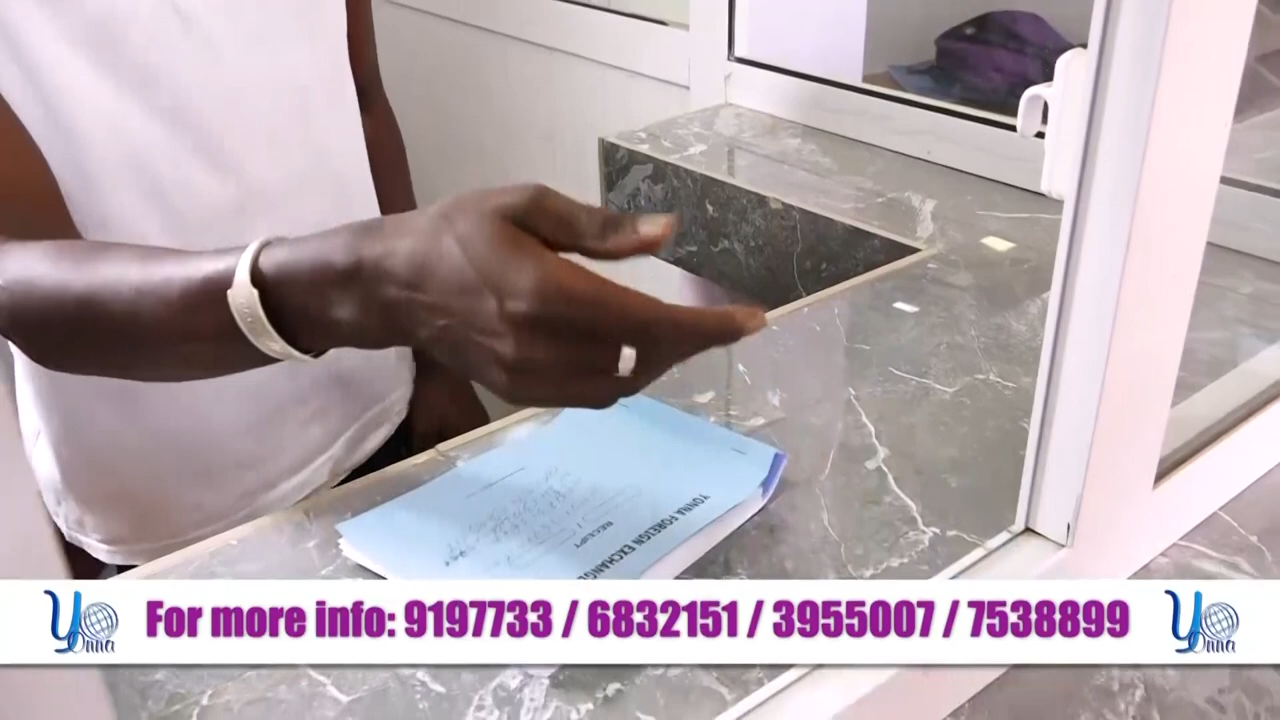 YONNA FOREIGN EXCHANGE
RECEIPT
Yonna For more info: 9197733 / 6832151 / 3955007 / 7538899 Yonna